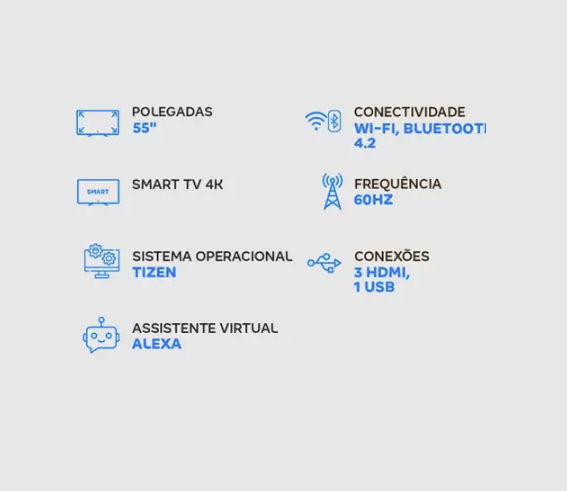 POLEGADAS
55"
SMART
SMART TV 4K
SISTEMA OPERACIONAL
TIZEN
ASSISTENTE VIRTUAL
ALEXA
CONECTIVIDADE
WI-FI, BLUETOOT
4.2
FREQUÊNCIA
60HZ
CONEXÕES
3 HDMI,
1 USB